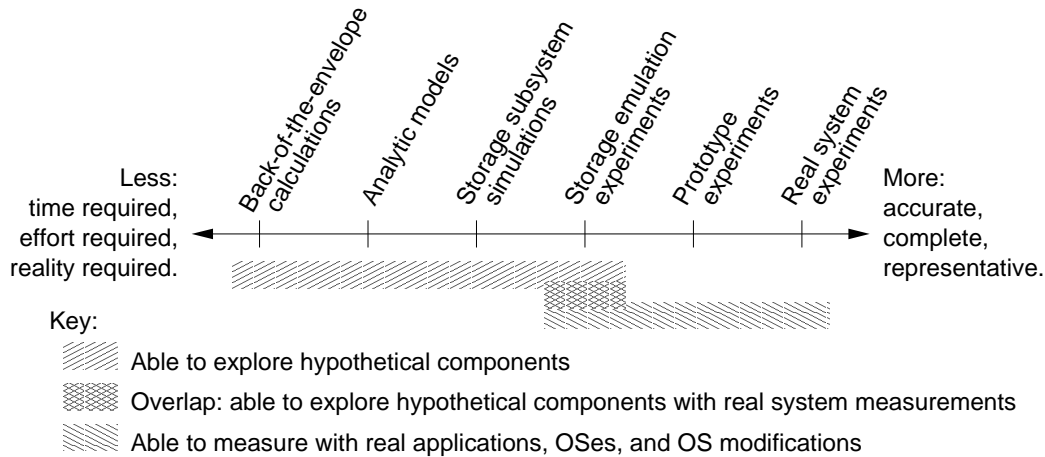 Back-of-the-envelope
calculations
Analytic models
Storage subsystem
simulations
Storage emulation
experiments
Prototype
experiments
Real system
experiments
Less:
time required,
effort required,
reality required.
More:
accurate,
complete,
representative.
Key:
Able to explore hypothetical components
Overlap: able to explore hypothetical components with real system measurements
Able to measure with real applications, OSes, and OS modifications